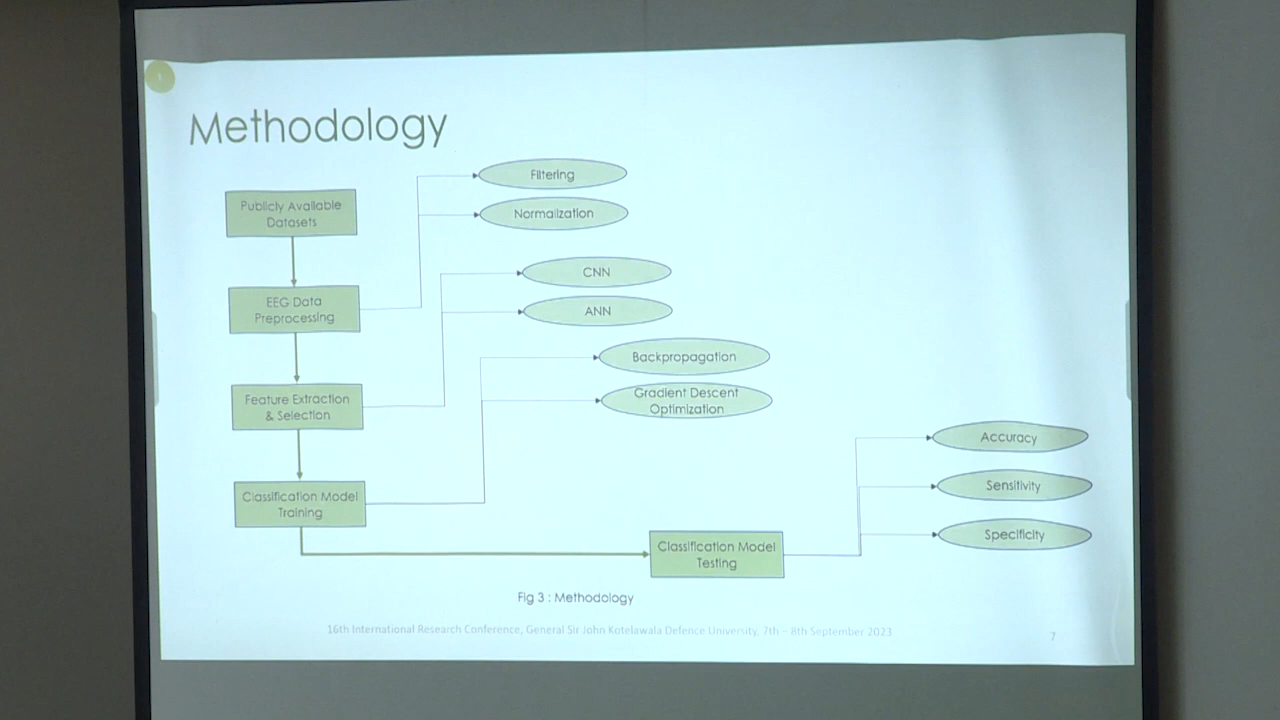 1
Methodology
Publicly Available
Datasets
EEG Data
Preprocessing
Feature Extraction
& Selection
Classification Model
Training
Filtering
Normalization
CNN
ANN
Backpropagation
Gradient Descent
Optimization
Classification Model
Testing
Accuracy
Sensitivity
Specificity
Fig 3 : Methodology
16th International Research Conference, General Sir John Kotelawala Defence University, 7th – 8th September 2023
7